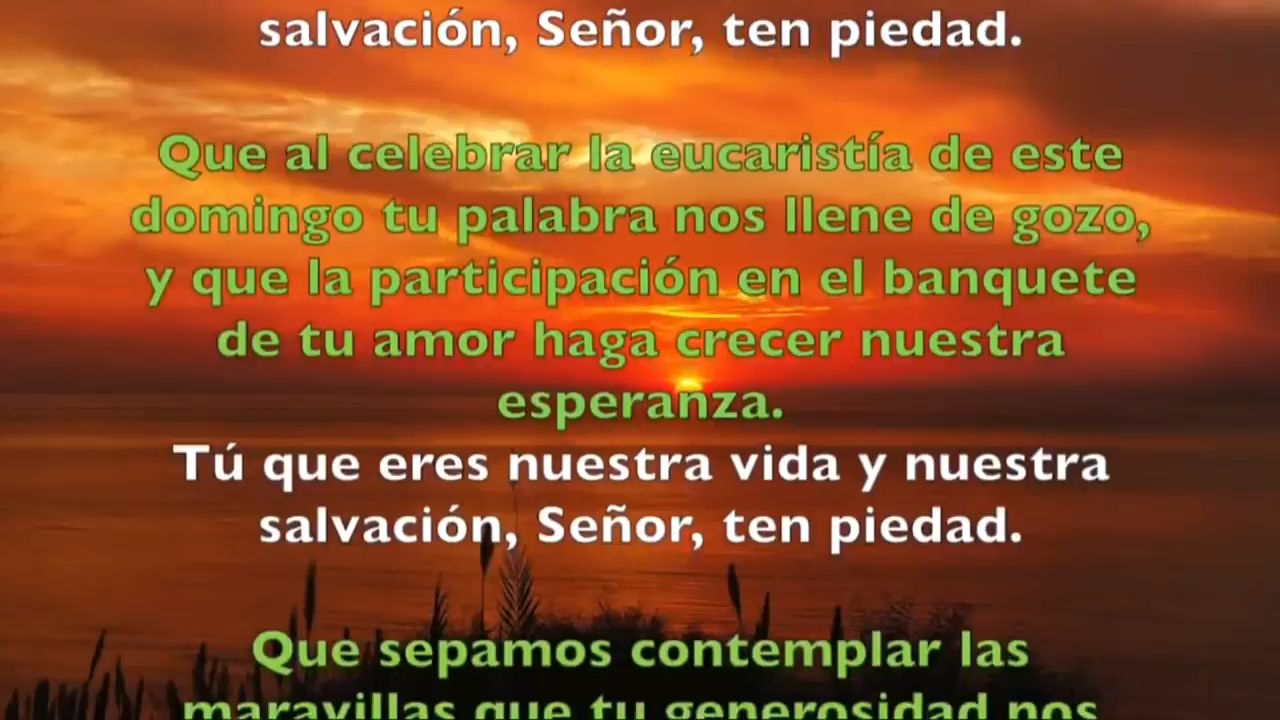 salvación, Señor, ten piedad.
Que al celebrar la eucaristía de este
domingo tu palabra nos llene de gozo,
y que la participación en el banquete
de tu amor haga crecer nuestra
esperanza.
Tú que eres nuestra vida y nuestra
salvación, Señor, ten piedad.
Que sepamos contemplar las
maravillas que tu generosidad nos